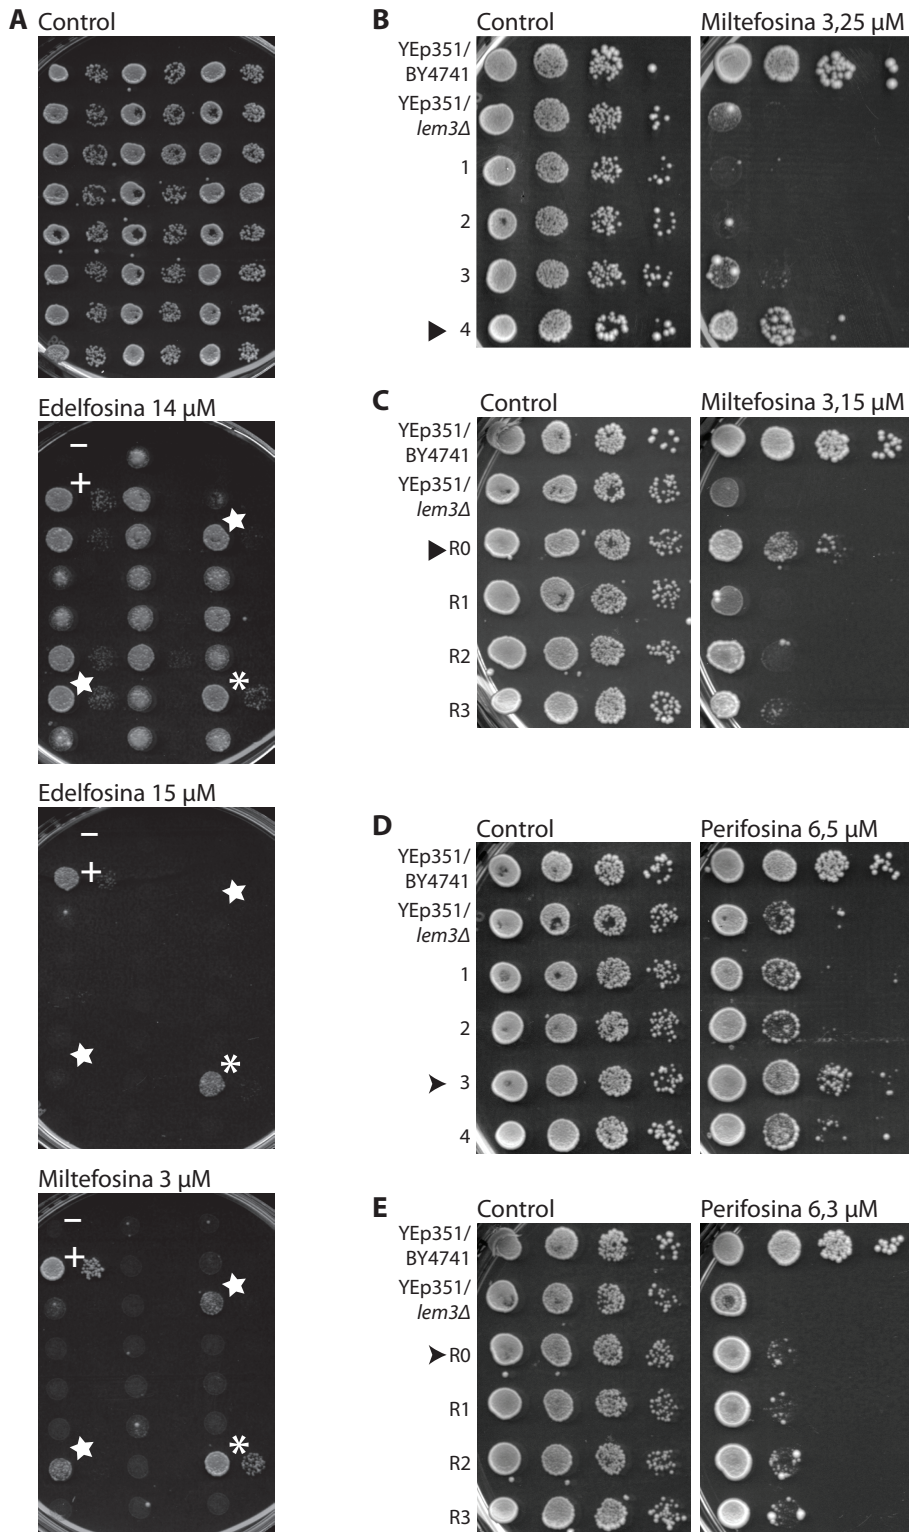 A
Control
Edelfosina 14 µM
−
+
*
Edelfosina 15 µM
−
+
*
Miltefosina 3 µM
−
+
*
B
Control
Miltefosina 3,25 µM
YEp351/
BY4741
YEp351/
lem3Δ
1
2
3
4
C
Control
Miltefosina 3,15 µM
YEp351/
BY4741
YEp351/
lem3Δ
R0
R1
R2
R3
D
Control
Perifosina 6,5 µM
YEp351/
BY4741
YEp351/
lem3Δ
1
2
3
4
E
Control
Perifosina 6,3 µM
YEp351/
BY4741
YEp351/
lem3Δ
R0
R1
R2
R3